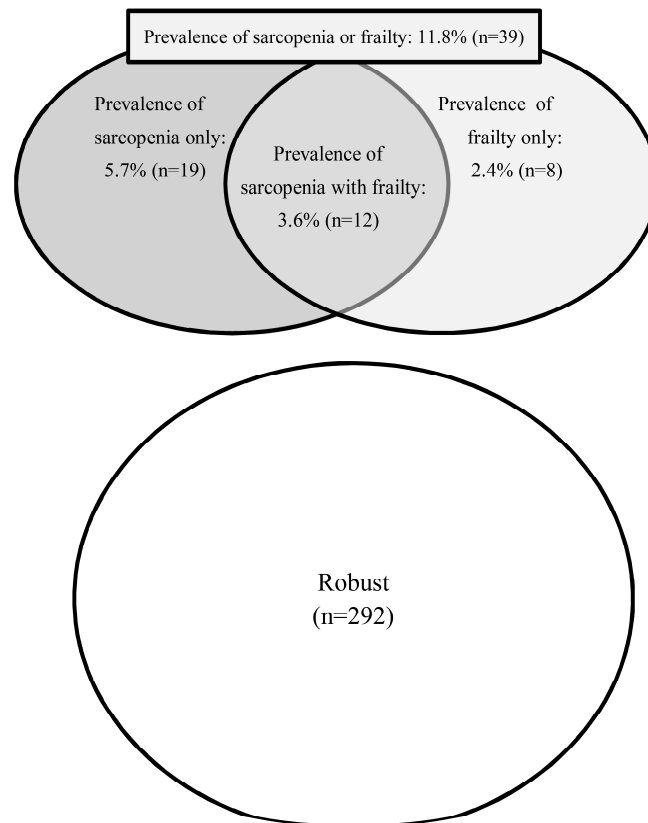 Prevalence of sarcopenia or frailty: 11.8% (n=39)
Prevalence of
sarcopenia only:
5.7% (n=19)
Prevalence of
sarcopenia with frailty:
3.6% (n=12)
Prevalence of
frailty only:
2.4% (n=8)
Robust
(n=292)